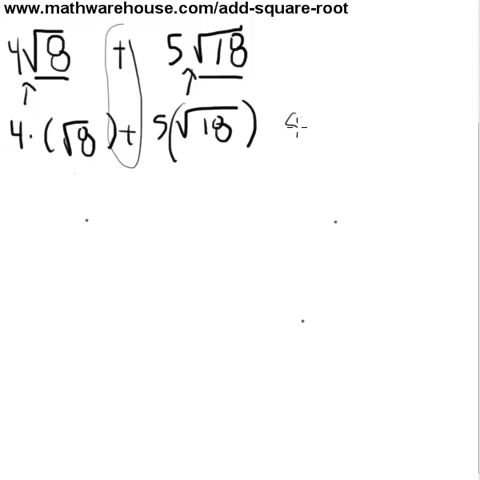 www.mathwarehouse.com/add-square-root
4√8 + 5√18
4·(√8) + 5(√18)